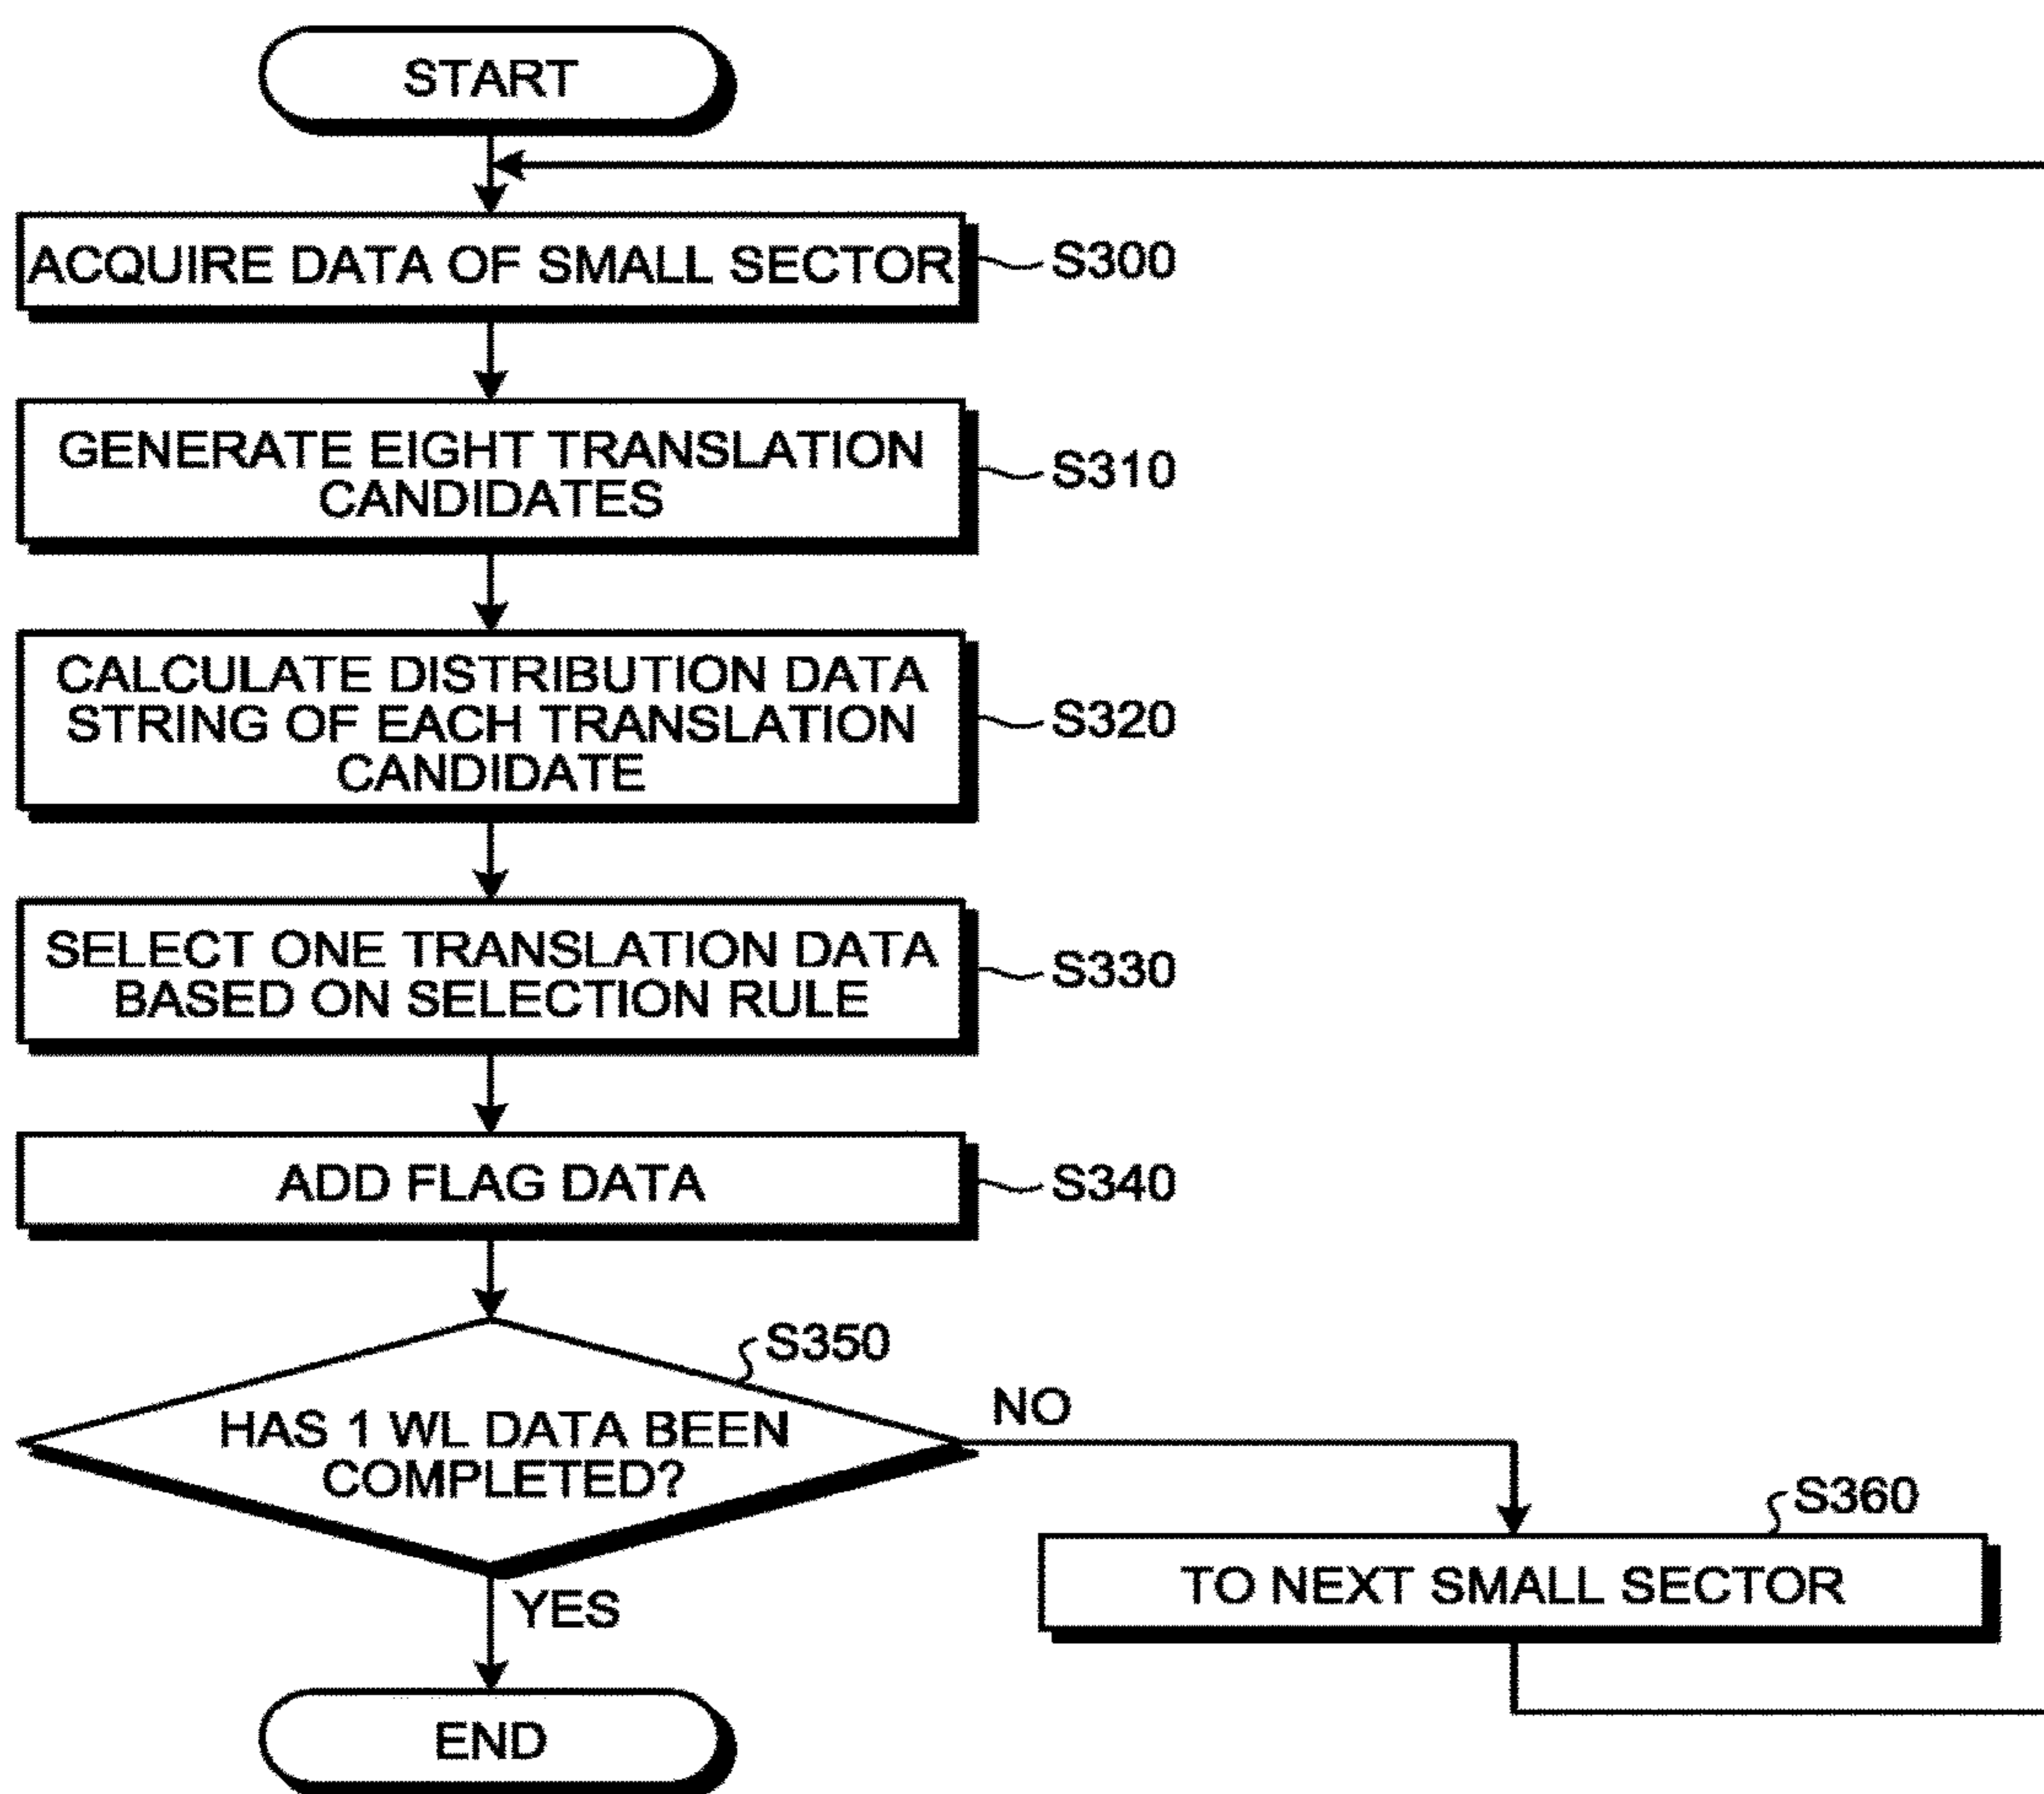 START
ACQUIRE DATA OF SMALL SECTOR
S300
GENERATE EIGHT TRANSLATION
CANDIDATES
S310
CALCULATE DISTRIBUTION DATA
STRING OF EACH TRANSLATION
CANDIDATE
S320
SELECT ONE TRANSLATION DATA
BASED ON SELECTION RULE
S330
ADD FLAG DATA
S340
S350
HAS 1 WL DATA BEEN
COMPLETED?
NO
S360
TO NEXT SMALL SECTOR
YES
END